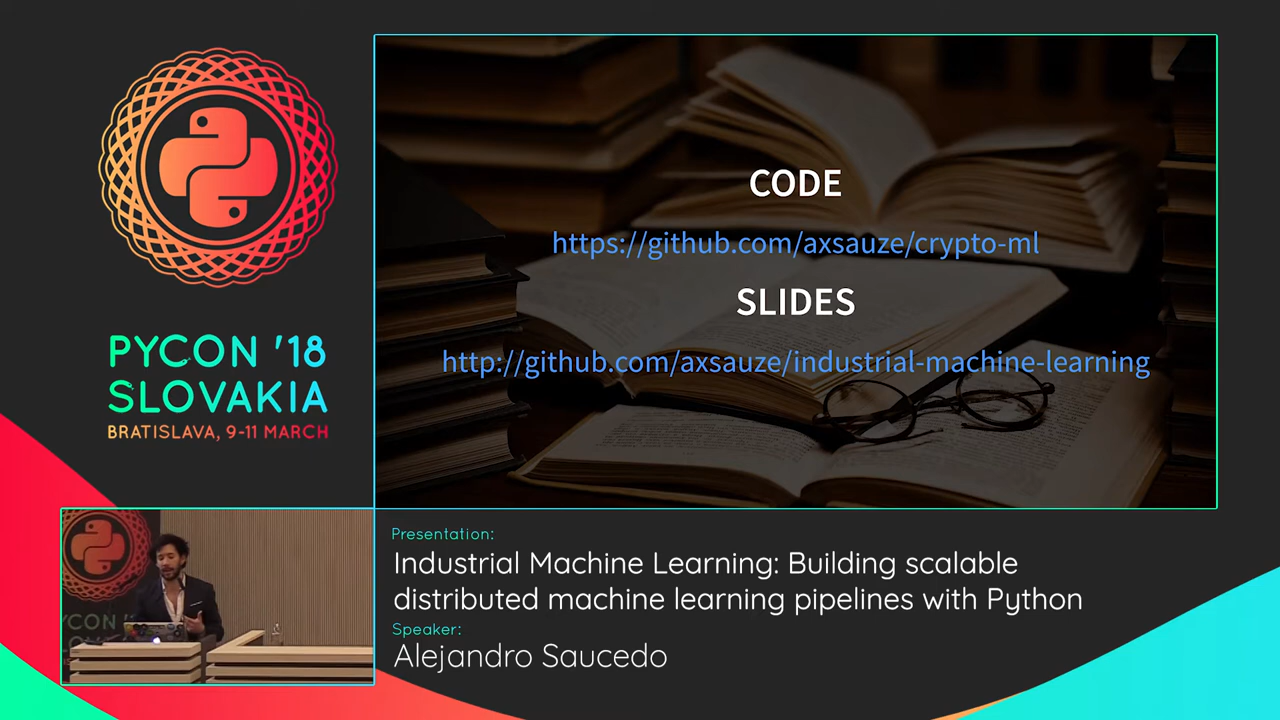 CODE
https://github.com/axsauze/crypto-ml
SLIDES
http://github.com/axsauze/industrial-machine-learning
PYCON '18
SLOVAKIA
BRATISLAVA, 9-11 MARCH
Presentation:
Industrial Machine Learning: Building scalable
distributed machine learning pipelines with Python
Speaker:
Alejandro Saucedo